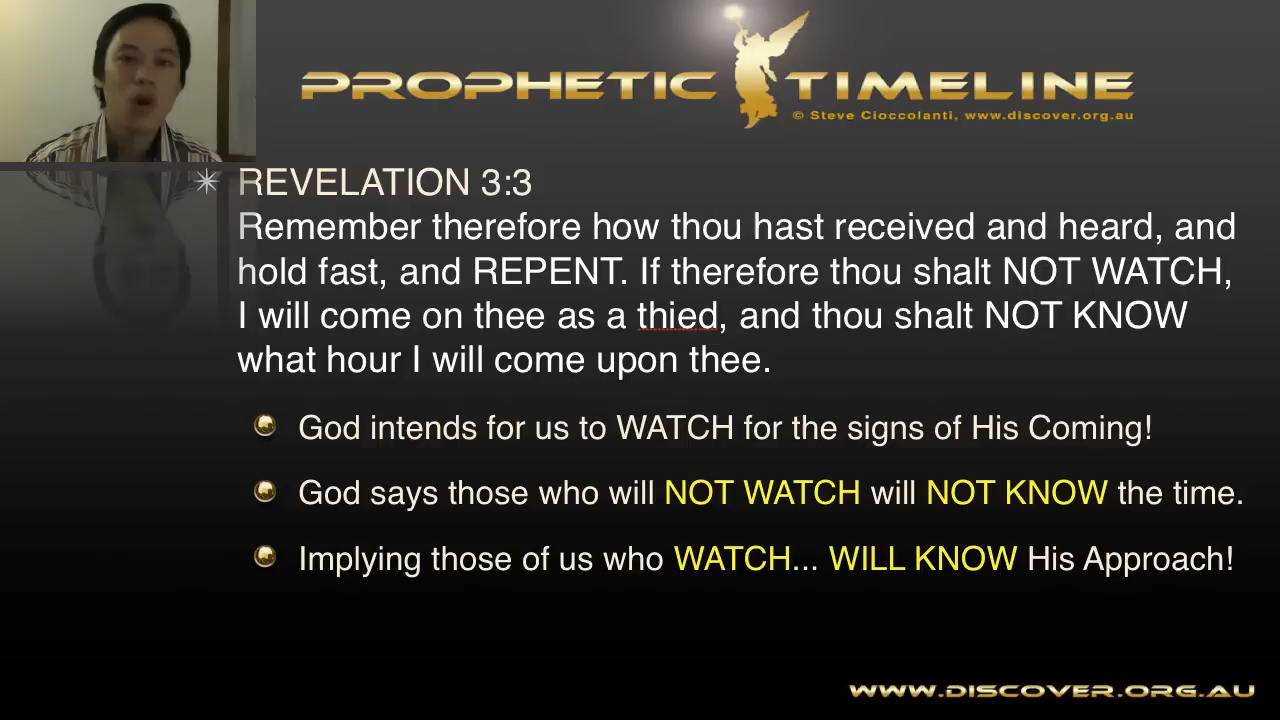 PROPHETIC TIMELINE
© Steve Cioccolanti, www.discover.org.au
REVELATION 3:3
Remember therefore how thou hast received and heard, and
hold fast, and REPENT. If therefore thou shalt NOT WATCH,
I will come on thee as a thied, and thou shalt NOT KNOW
what hour I will come upon thee.
God intends for us to WATCH for the signs of His Coming!
God says those who will NOT WATCH will NOT KNOW the time.
Implying those of us who WATCH... WILL KNOW His Approach!
WWW.DISCOVER.ORG.AU